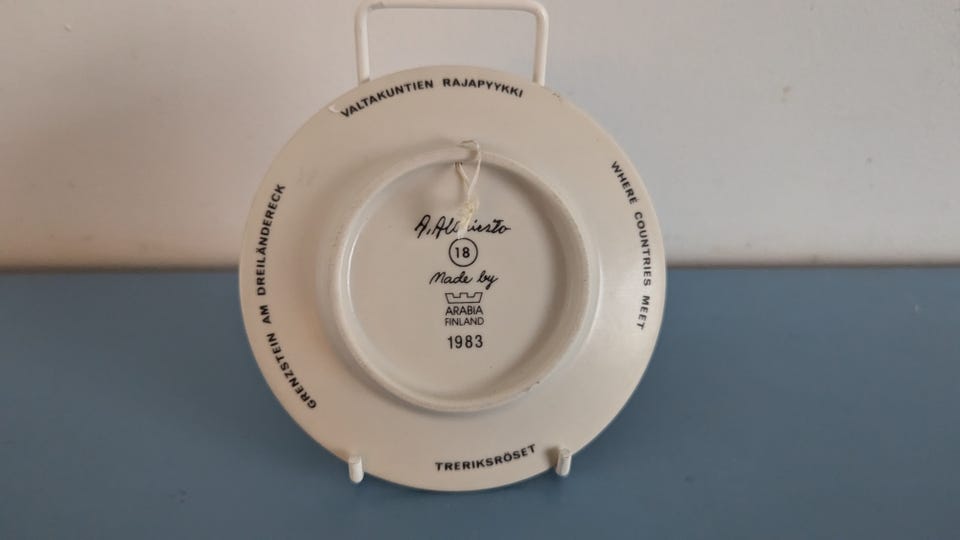 VALTAKUNTIEN RAJAPYYKKI
WHERE COUNTRIES MEET
TRERIKSRÖSET
GRENZSTEIN AM DREILÄNDERECK
18
Made by
ARABIA
FINLAND
1983